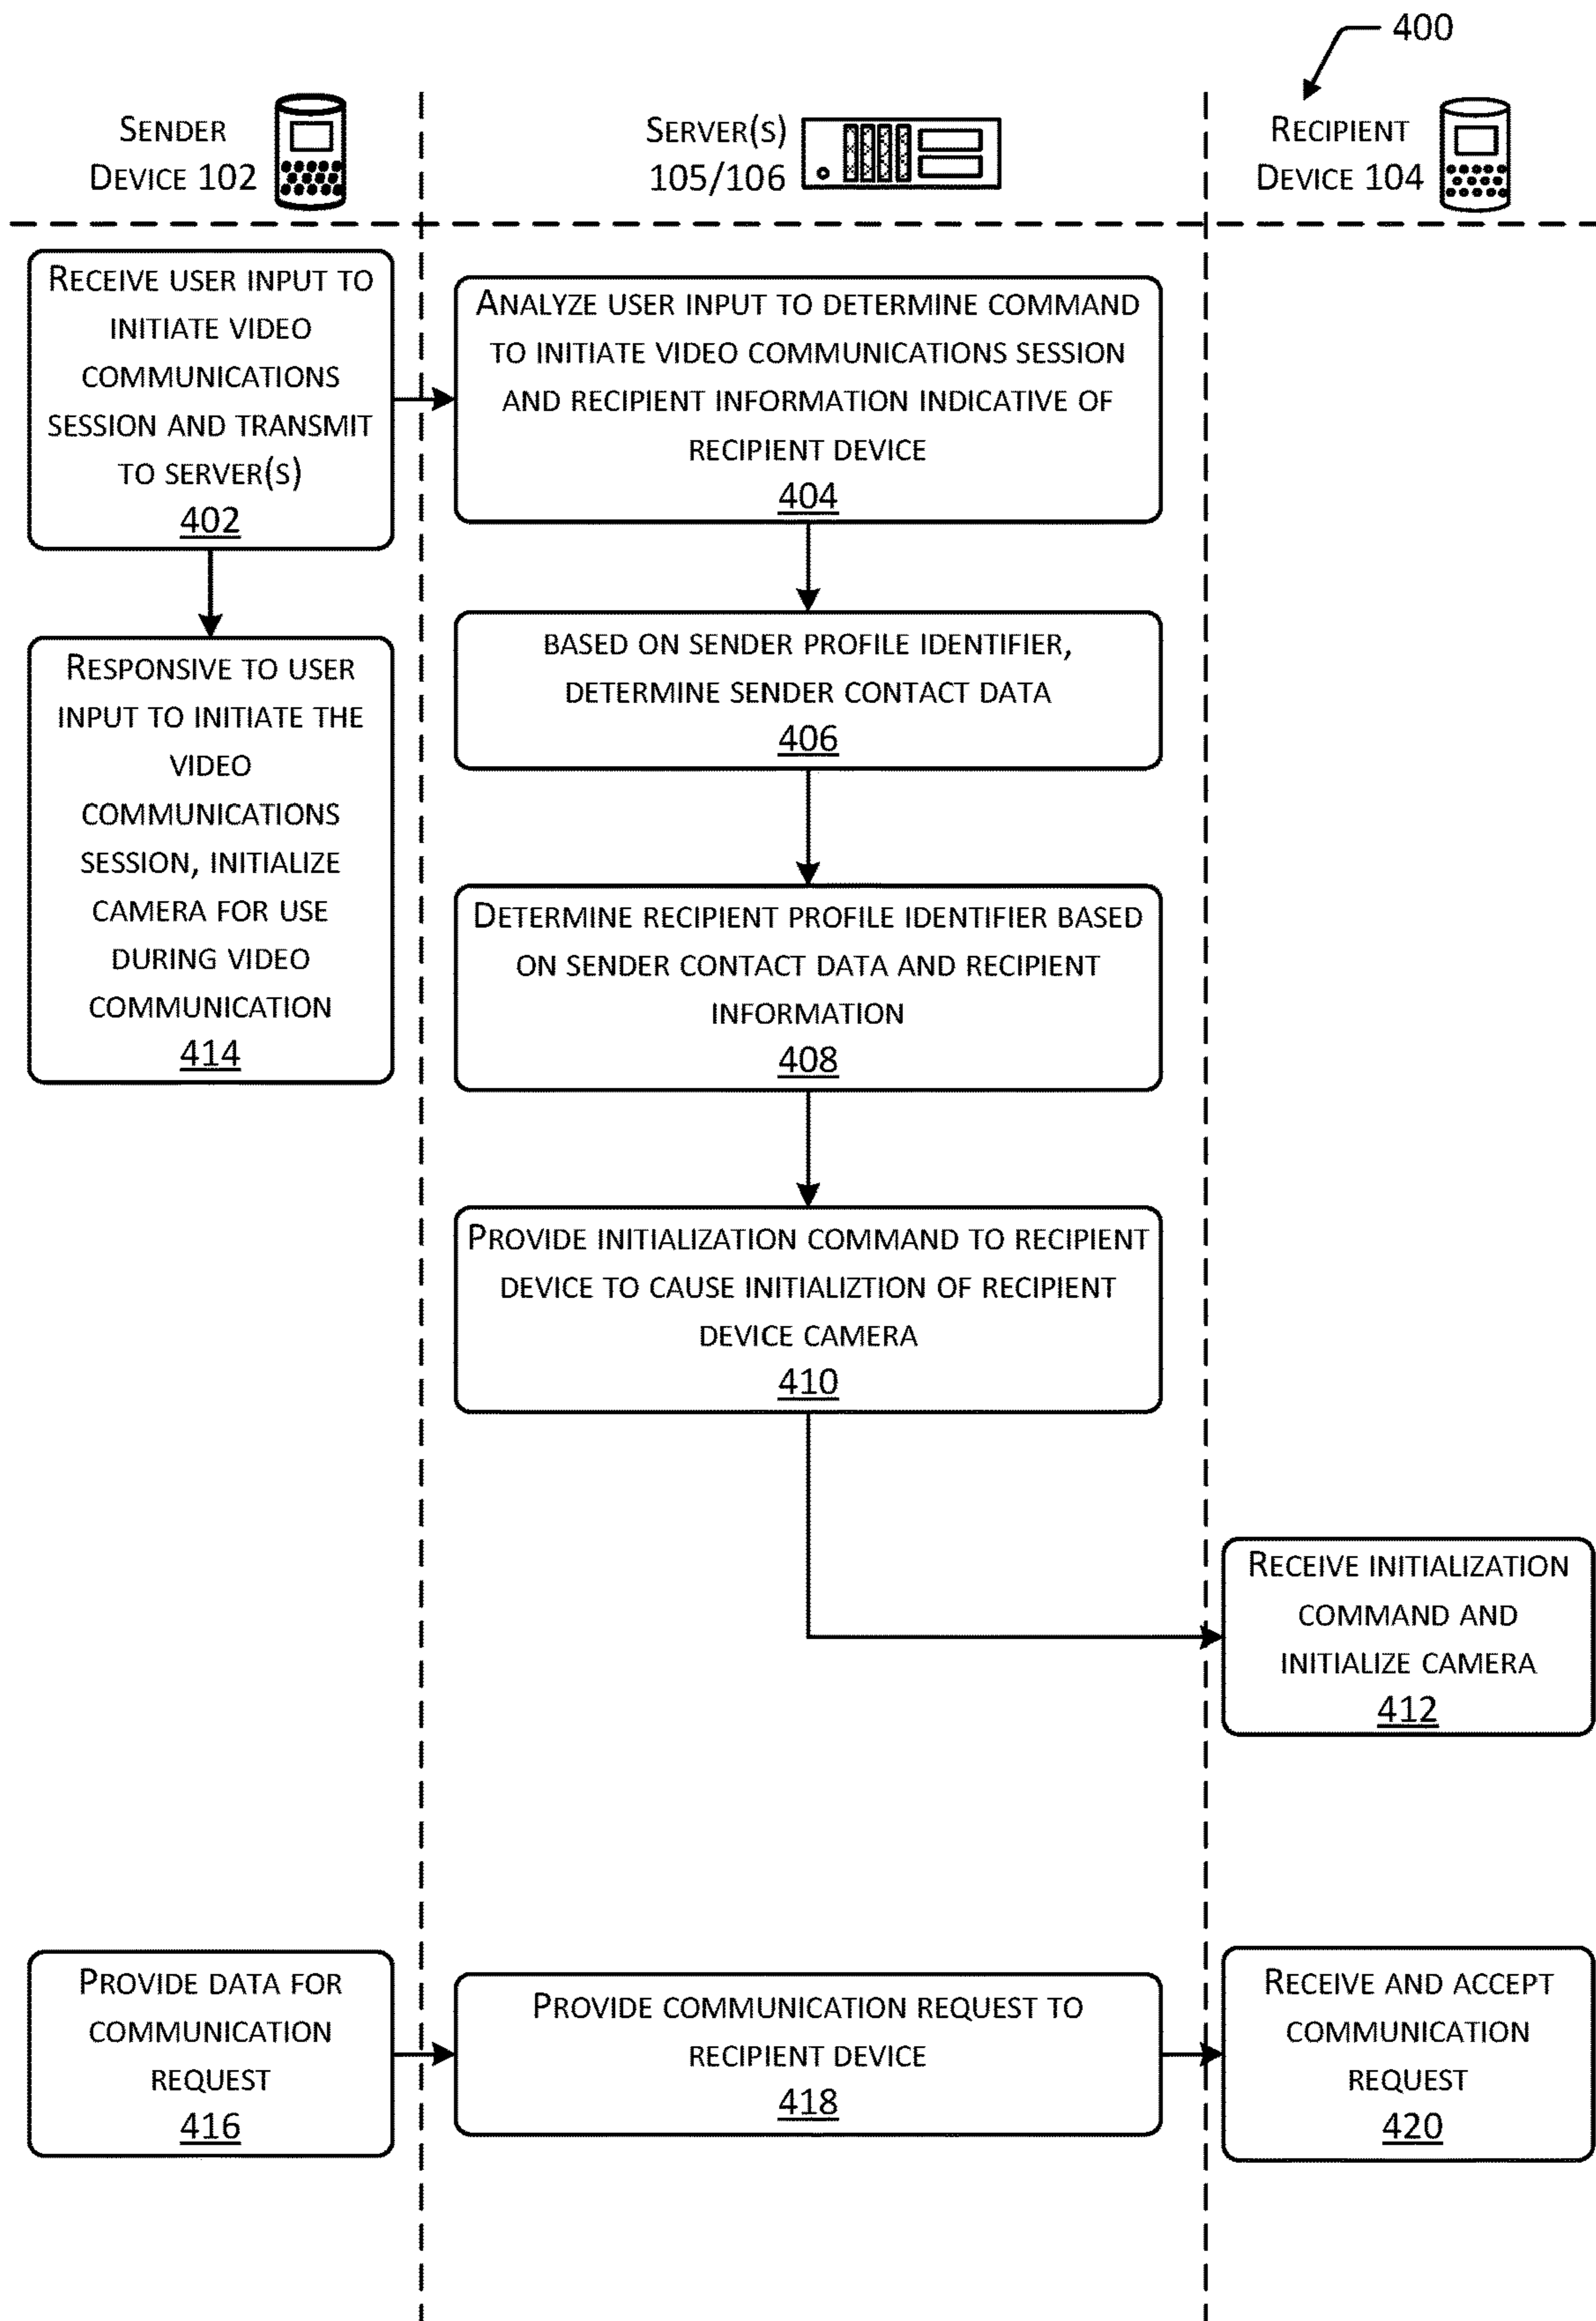 400
SENDER
DEVICE 102
SERVER(S)
105/106
RECIPIENT
DEVICE 104
RECEIVE USER INPUT TO
INITIATE VIDEO
COMMUNICATIONS
SESSION AND TRANSMIT
TO SERVER(S)
402
ANALYZE USER INPUT TO DETERMINE COMMAND
TO INITIATE VIDEO COMMUNICATIONS SESSION
AND RECIPIENT INFORMATION INDICATIVE OF
RECIPIENT DEVICE
404
BASED ON SENDER PROFILE IDENTIFIER,
DETERMINE SENDER CONTACT DATA
406
RESPONSIVE TO USER
INPUT TO INITIATE THE
VIDEO
COMMUNICATIONS
SESSION, INITIALIZE
CAMERA FOR USE
DURING VIDEO
COMMUNICATION
414
DETERMINE RECIPIENT PROFILE IDENTIFIER BASED
ON SENDER CONTACT DATA AND RECIPIENT
INFORMATION
408
PROVIDE INITIALIZATION COMMAND TO RECIPIENT
DEVICE TO CAUSE INITIALIZTION OF RECIPIENT
DEVICE CAMERA
410
RECEIVE INITIALIZATION
COMMAND AND
INITIALIZE CAMERA
412
PROVIDE DATA FOR
COMMUNICATION
REQUEST
416
PROVIDE COMMUNICATION REQUEST TO
RECIPIENT DEVICE
418
RECEIVE AND ACCEPT
COMMUNICATION
REQUEST
420